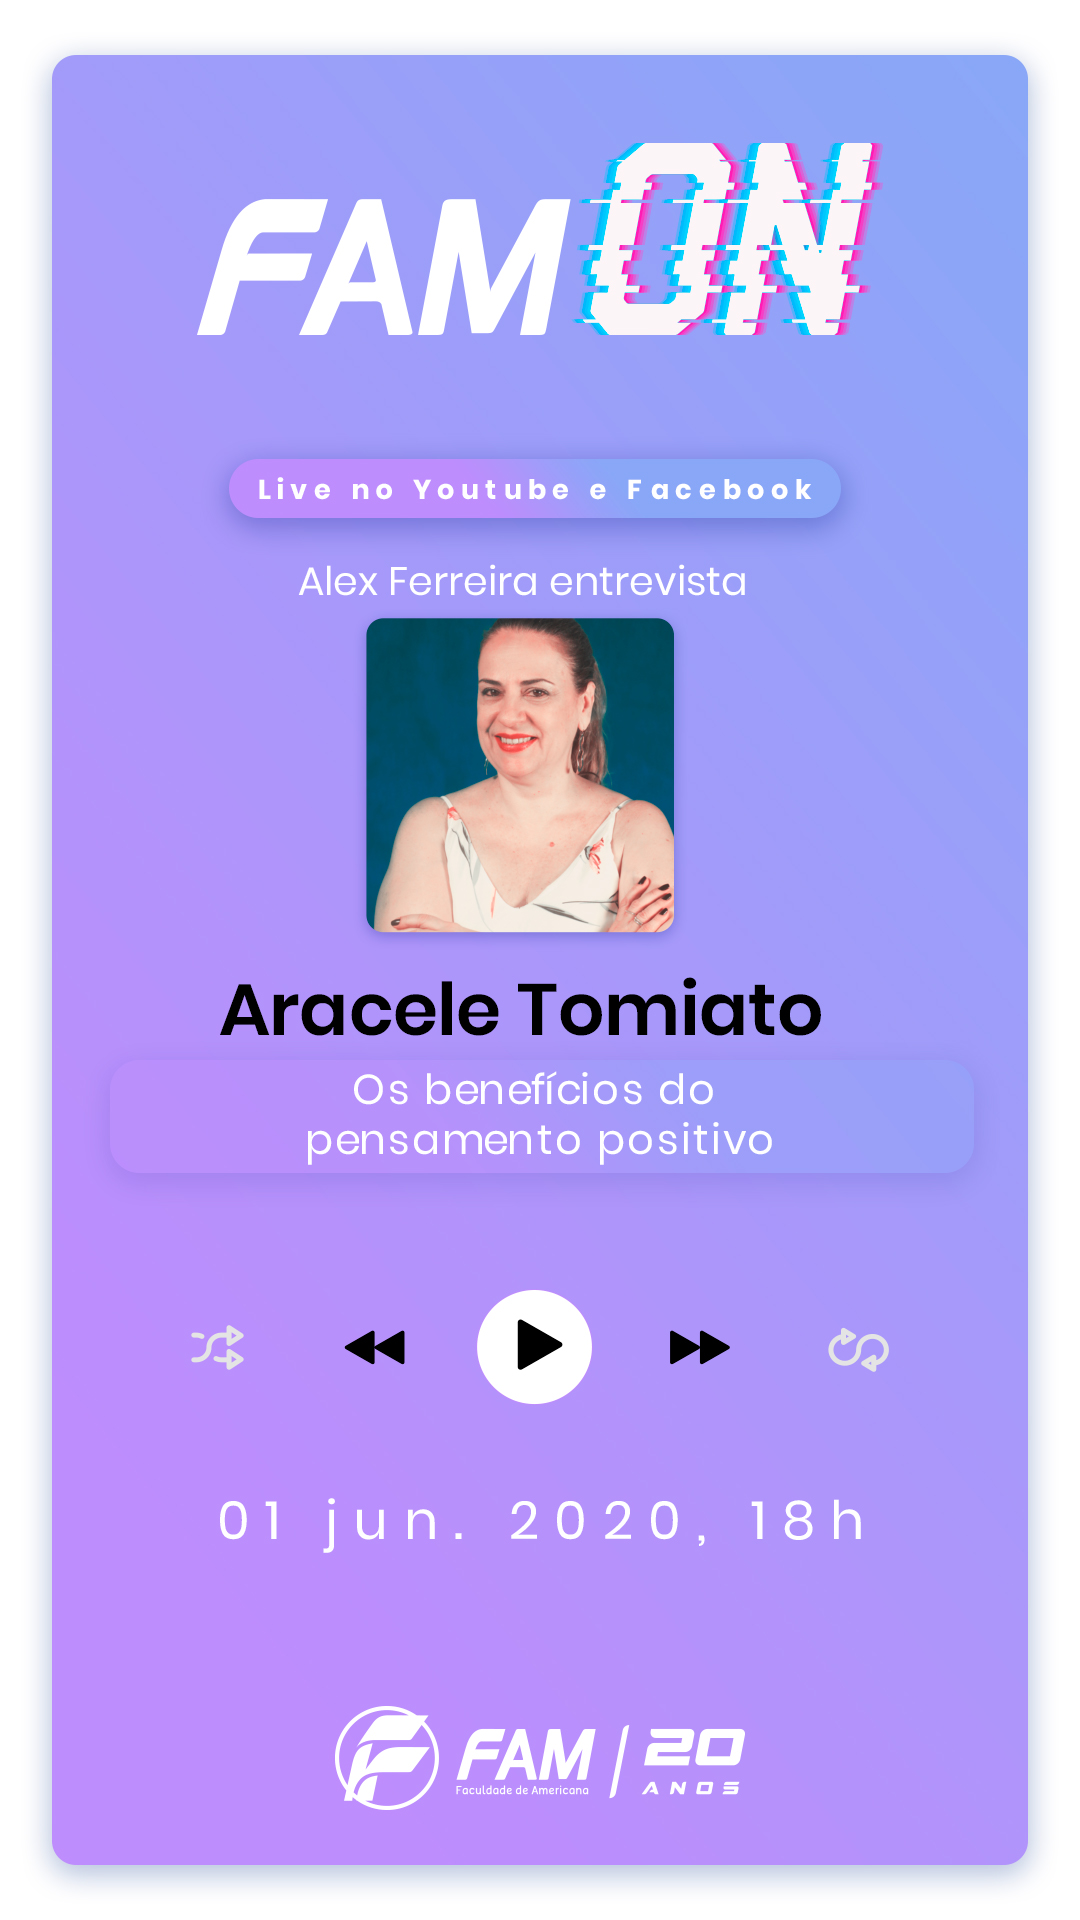 FAM ON
Live no Youtube e Facebook
Alex Ferreira entrevista
Aracele Tomiato
Os benefícios do
pensamento positivo
01 jun. 2020, 18h
FAM
Faculdade de Americana
20
ANOS